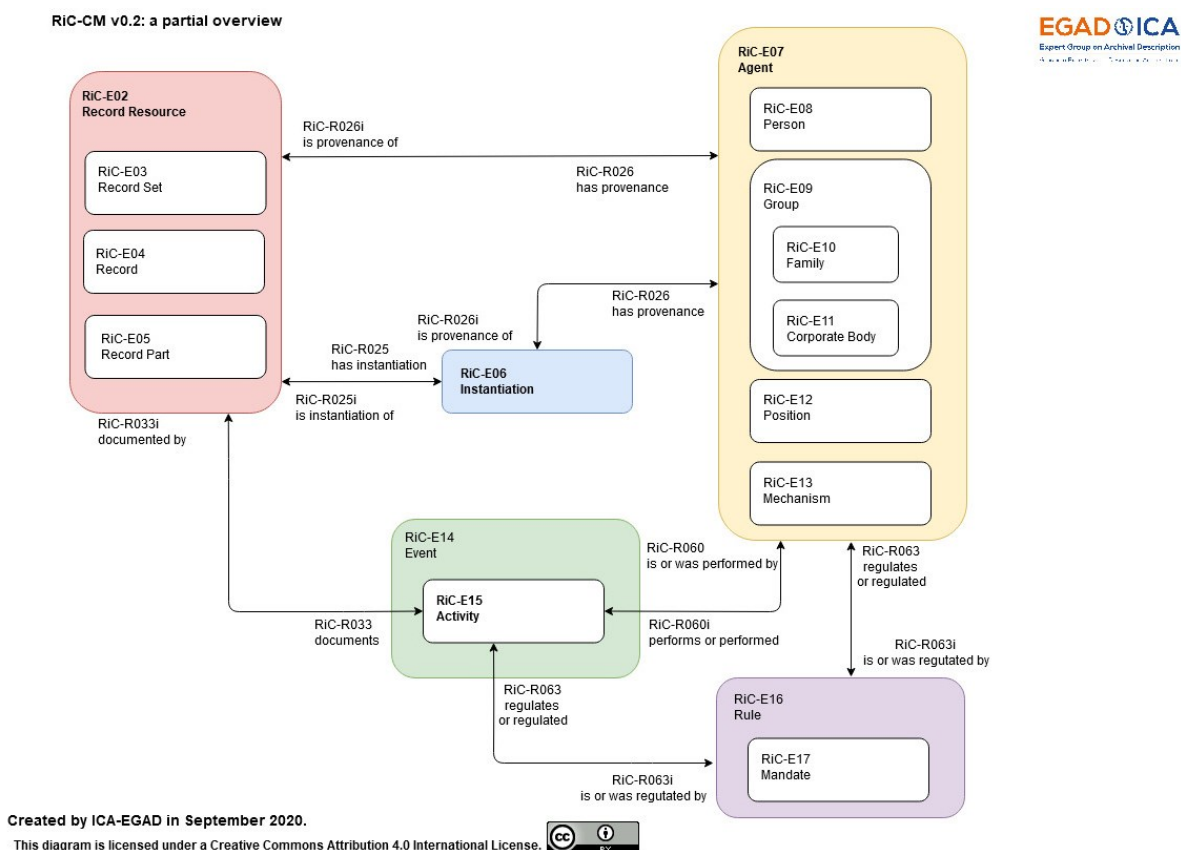 RiC-CM v0.2: a partial overview
EGAD ICA
Expert Group on Archival Description
RiC-E02
Record Resource
RiC-E03
Record Set
RiC-E04
Record
RiC-E05
Record Part
RiC-R026i
is provenance of
RiC-R026
has provenance
RiC-E07
Agent
RiC-E08
Person
RiC-E09
Group
RiC-E10
Family
RiC-E11
Corporate Body
RiC-E12
Position
RiC-E13
Mechanism
RiC-R026
has provenance
RiC-R026i
is provenance of
RiC-R025
has instantiation
RiC-R025i
is instantiation of
RiC-E06
Instantiation
RiC-R033i
documented by
RiC-R033
documents
RiC-E14
Event
RiC-E15
Activity
RiC-R060
is or was performed by
RiC-R060i
performs or performed
RiC-R063
regulates
or regulated
RiC-R063i
is or was regutated by
RiC-R063
regulates
or regulated
RiC-R063i
is or was regutated by
RiC-E16
Rule
RiC-E17
Mandate
Created by ICA-EGAD in September 2020.
This diagram is licensed under a Creative Commons Attribution 4.0 International License.
cc
BY